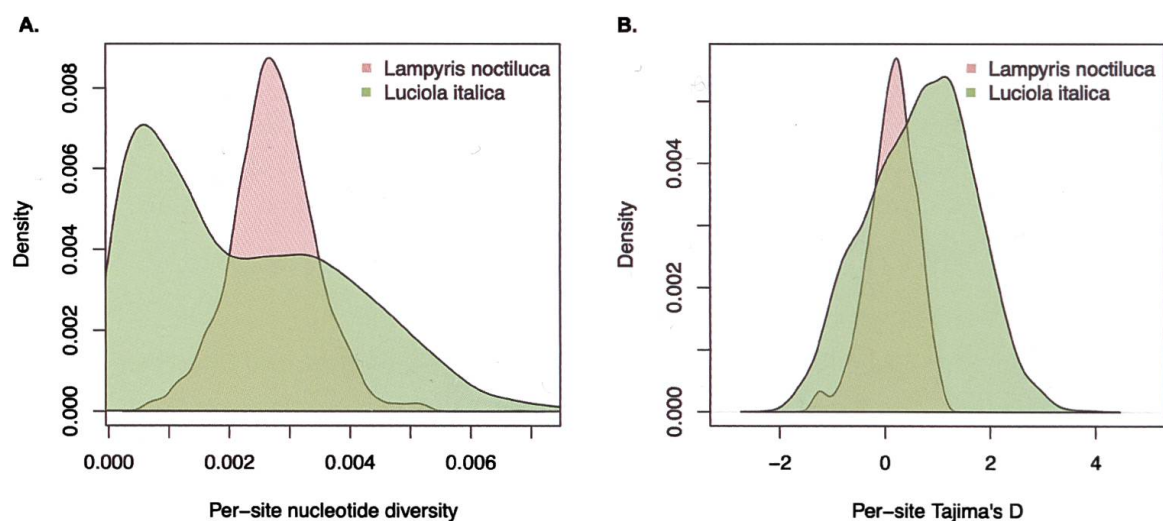 A.
Lampyris noctiluca
Luciola italica
Density
0.000
0.002
0.004
0.006
0.008
0.000
0.002
0.004
0.006
Per-site nucleotide diversity
B.
Lampyris noctiluca
Luciola italica
Density
0.000
0.002
0.004
-2
0
2
4
Per-site Tajima's D